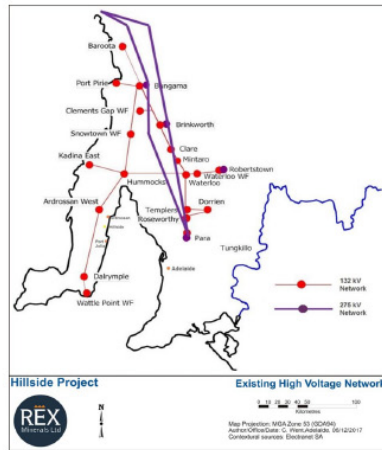 Baroota
Port Pirie
Bungama
Clements Gap WF
Brinkworth
Snowtown WF
Clare
Mintaro
Kadina East
Robertstown
Waterloo WF
Hummocks
Waterloo
Ardrossan West
Templers
Dorrien
Roseworthy
Para
Tungkillo
Adelaide
Dalrymple
Wattle Point WF
132 kV
Network
275 kV
Network
Hillside Project
Existing High Voltage Network
REX
Minerals Ltd
Kilometres
Map Projection: MGA Zone 53 (GDA94)
Author/Office/Date: C. Went, Adelaide, 06/12/2017
Contextural sources: Electranet SA